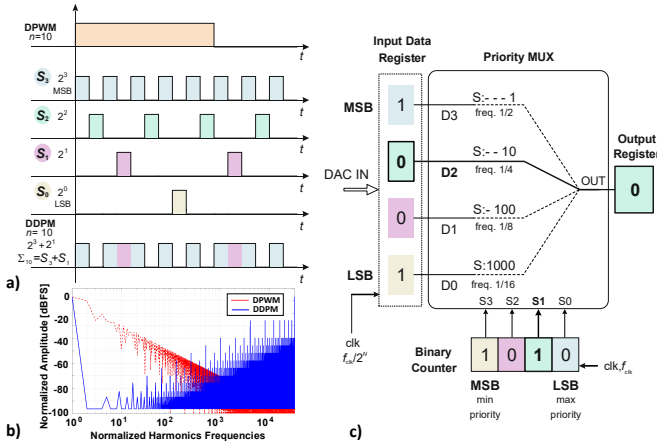 DPWM
n=10
t
S3 2^3
MSB
t
S2 2^2
t
S1 2^1
t
S0 2^0
LSB
t
DDPM
n= 10
2^3+2^1
Σ10=S3+S1
t
a)
Normalized Amplitude [dBFS]
0
-20
-40
-60
-80
-100
DPWM
DDPM
10^0
10^1
10^2
10^3
10^4
Normalized Harmonics Frequencies
b)
Input Data
Register
Priority MUX
MSB
1
D3
S:- - - 1
freq. 1/2
0
D2
S:- - 10
freq. 1/4
DAC IN
0
D1
S:- 100
freq. 1/8
LSB
1
D0
S:1000
freq. 1/16
OUT
Output
Register
0
clk
fclk/2^N
S3 S2 S1 S0
Binary
Counter
1 0 1 0
clk,fclk
MSB
min
priority
LSB
max
priority
c)